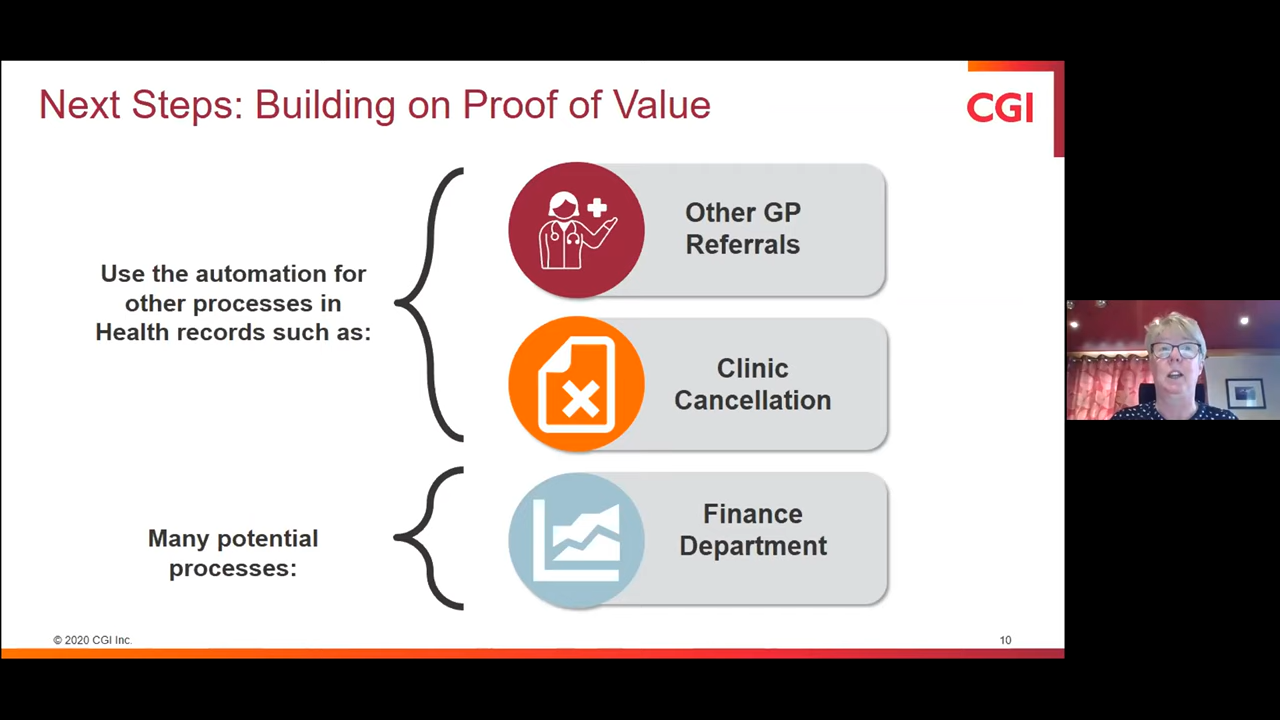 Next Steps: Building on Proof of Value
CGI
Use the automation for
other processes in
Health records such as:
Other GP
Referrals
Clinic
Cancellation
Many potential
processes:
Finance
Department
© 2020 CGI Inc.
10